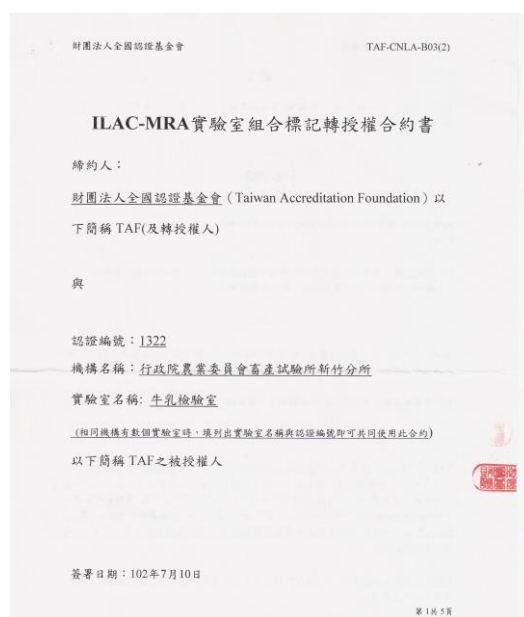 財團法人全國認證基金會 TAF-CNLA-B03(2)
ILAC-MRA實驗室組合標記轉授權合約書
締約人：
財團法人全國認證基金會（Taiwan Accreditation Foundation）以
下簡稱 TAF(及轉授權人)
與
認證編號：1322
機構名稱：行政院農業委員會畜產試驗所新竹分所
實驗室名稱: 牛乳檢驗室
(相同機構有數個實驗室時，填列出實驗室名稱與認證編號即可共同使用此合約)
以下簡稱 TAF之被授權人
簽署日期：102年7月10日
第 1共 5頁